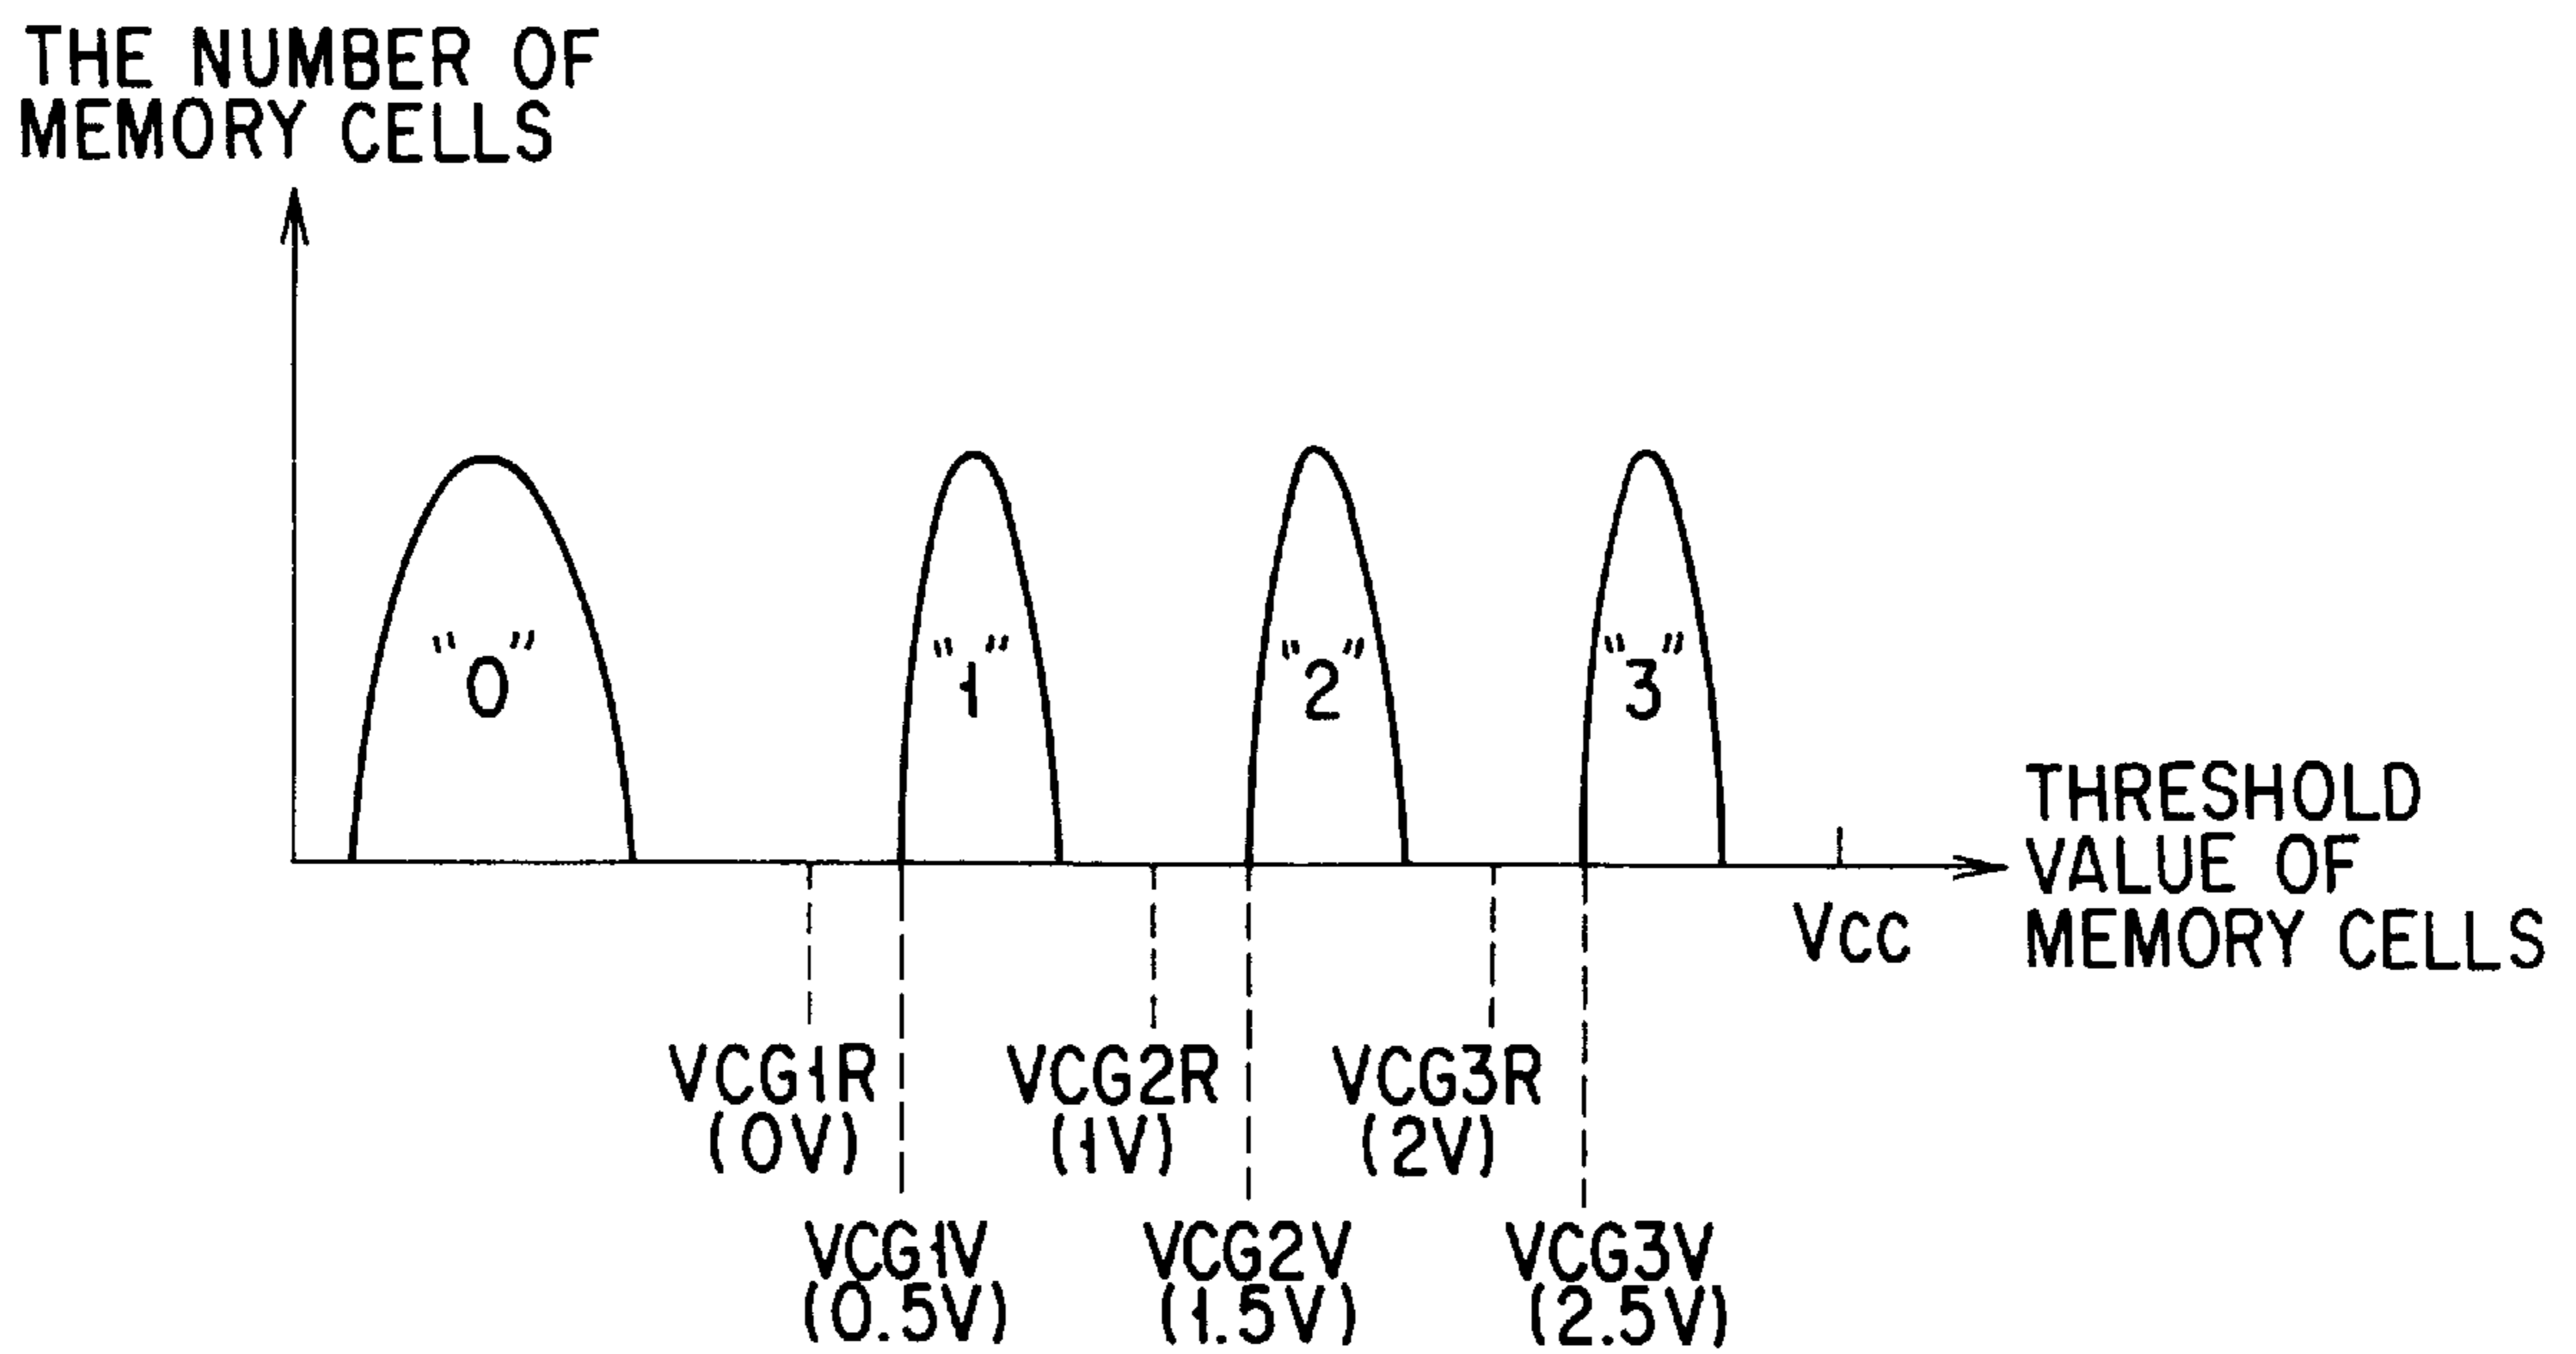 THE NUMBER OF
MEMORY CELLS
"0"
"1"
"2"
"3"
THRESHOLD
VALUE OF
MEMORY CELLS
VCC
VCG1R
(0V)
VCG2R
(1V)
VCG3R
(2V)
VCG1V
(0.5V)
VCG2V
(1.5V)
VCG3V
(2.5V)